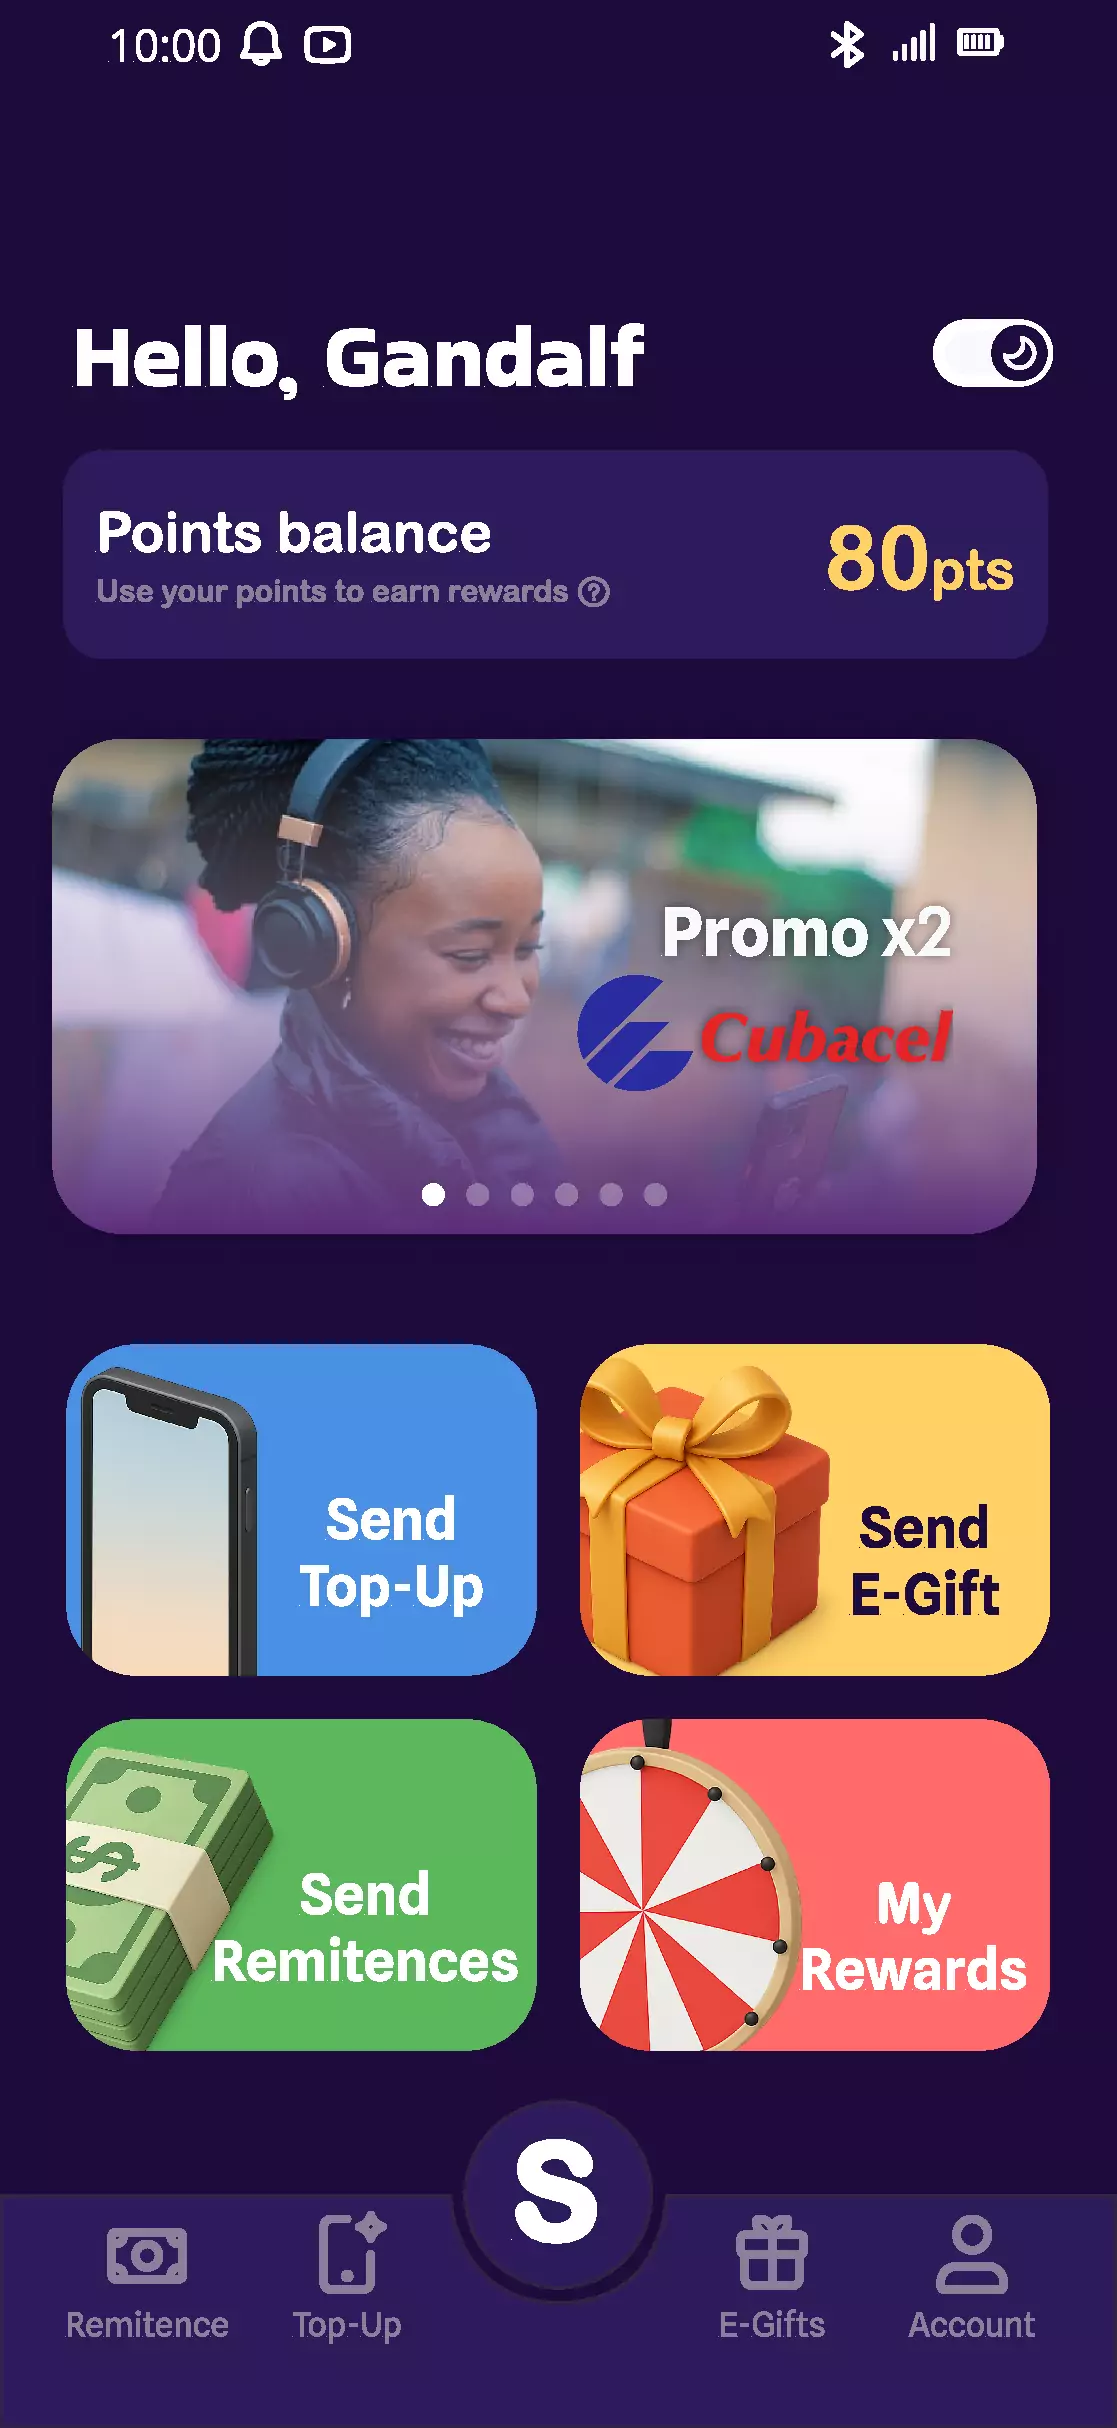 10:00
Hello, Gandalf
Points balance
Use your points to earn rewards ?
80pts
Promo x2
Cubacel
Send
Top-Up
Send
E-Gift
$
Send
Remitences
My
Rewards
S
Remitence
Top-Up
E-Gifts
Account